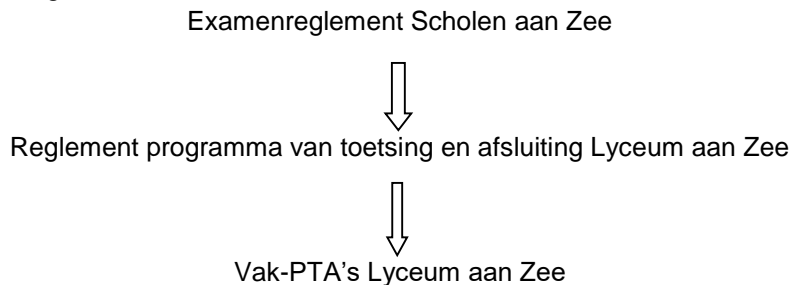 Examenreglement Scholen aan Zee
Reglement programma van toetsing en afsluiting Lyceum aan Zee
Vak-PTA's Lyceum aan Zee